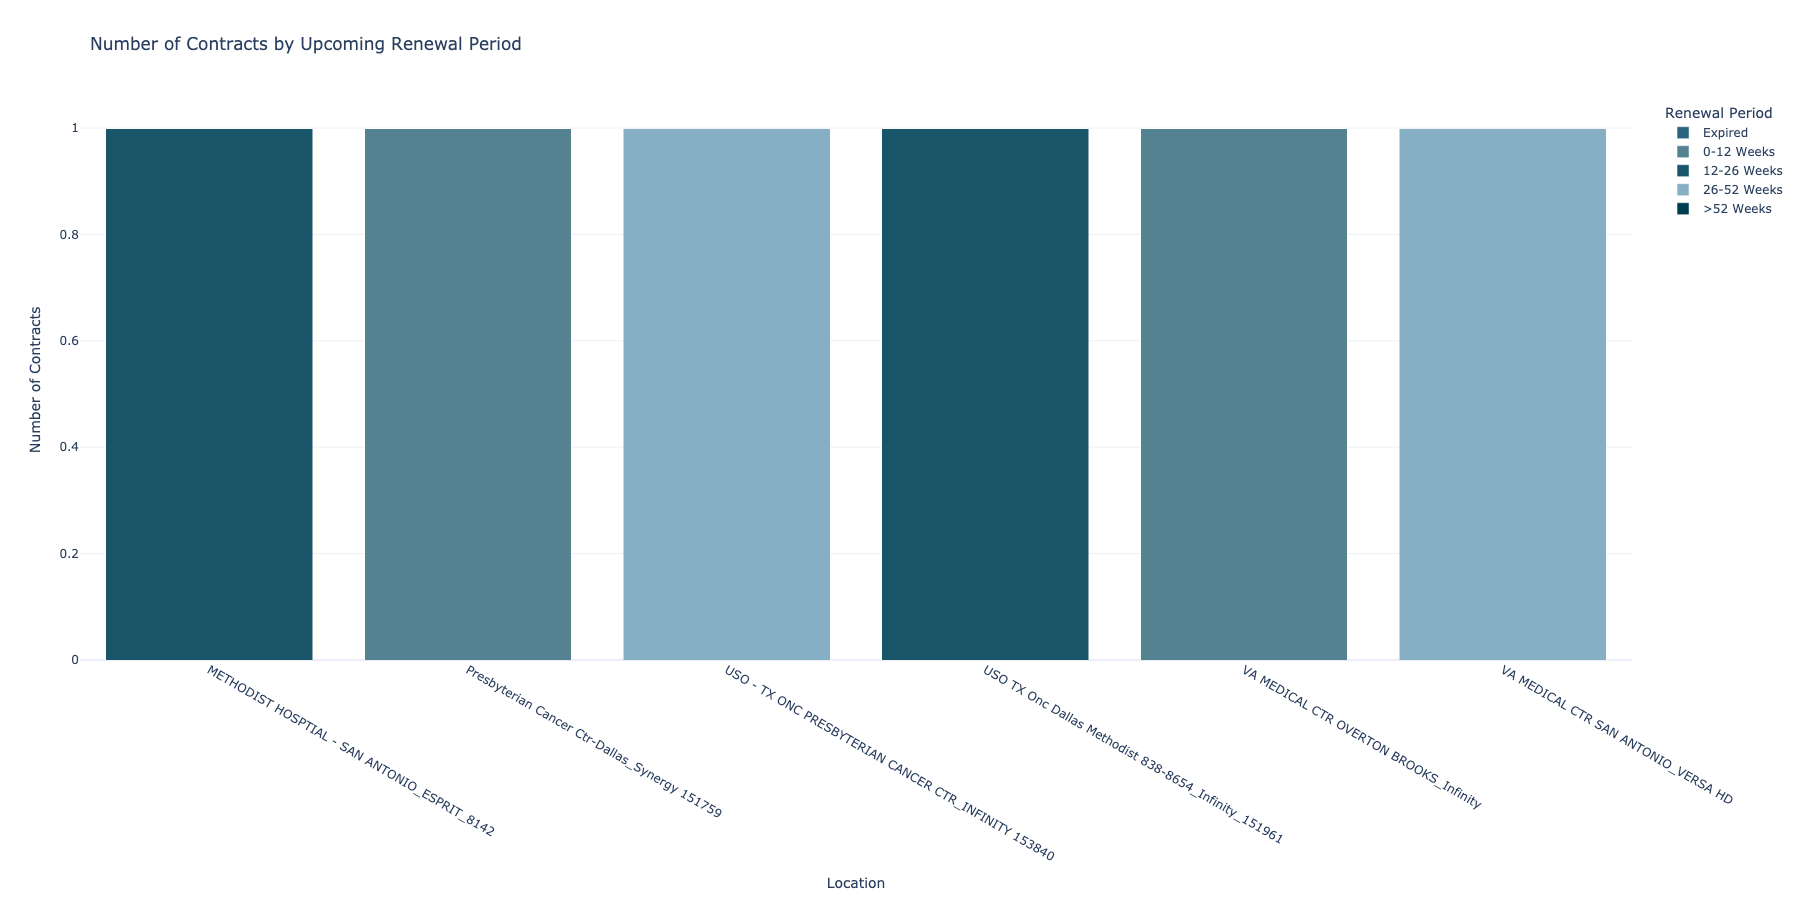 Number of Contracts by Upcoming Renewal Period
Renewal Period
Expired
0-12 Weeks
12-26 Weeks
26-52 Weeks
>52 Weeks
Number of Contracts
1
0.8
0.6
0.4
0.2
0
METHODIST HOSPTIAL - SAN ANTONIO_ESPRIT_8142
Presbyterian Cancer Ctr-Dallas_Synergy 151759
USO - TX ONC PRESBYTERIAN CANCER CTR_INFINITY 153840
USO TX Onc Dallas Methodist 838-8654_Infinity_151961
VA MEDICAL CTR OVERTON BROOKS_Infinity
VA MEDICAL CTR SAN ANTONIO_VERSA HD
Location